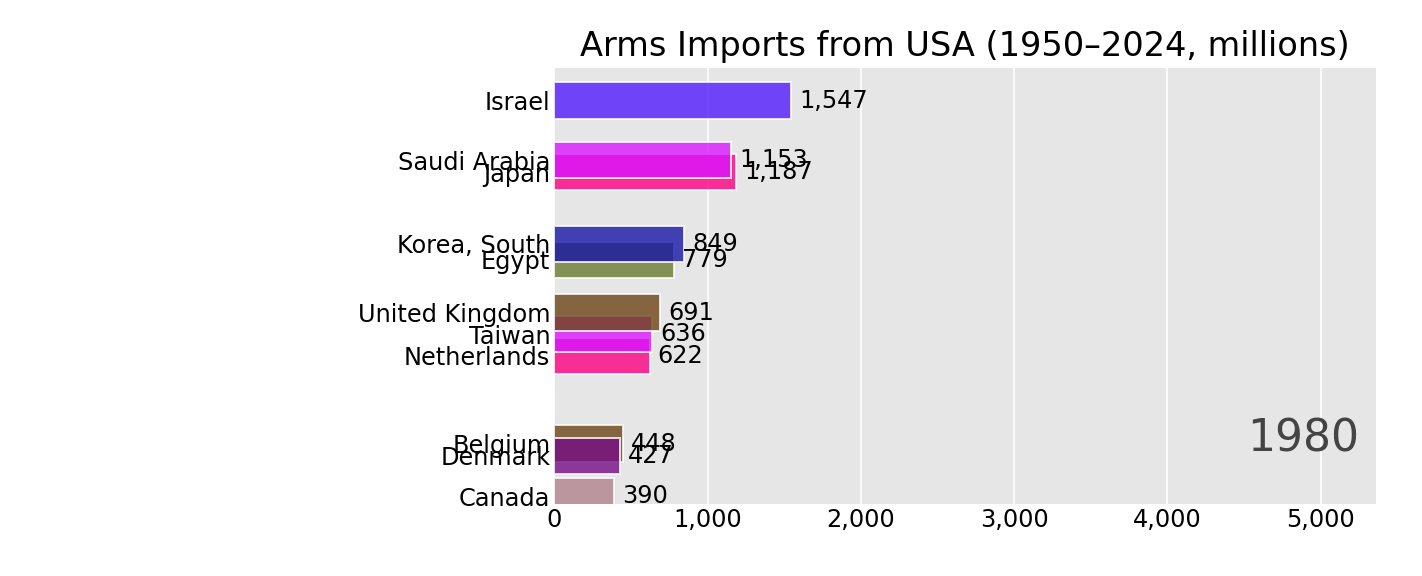 Arms Imports from USA (1950–2024, millions)
Israel 1,547
Saudi Arabia 1,153
Japan 1,187
Korea, South 849
Egypt 779
United Kingdom 691
Taiwan 636
Netherlands 622
Belgium 448
Denmark 427
Canada 390
1980
0 1,000 2,000 3,000 4,000 5,000